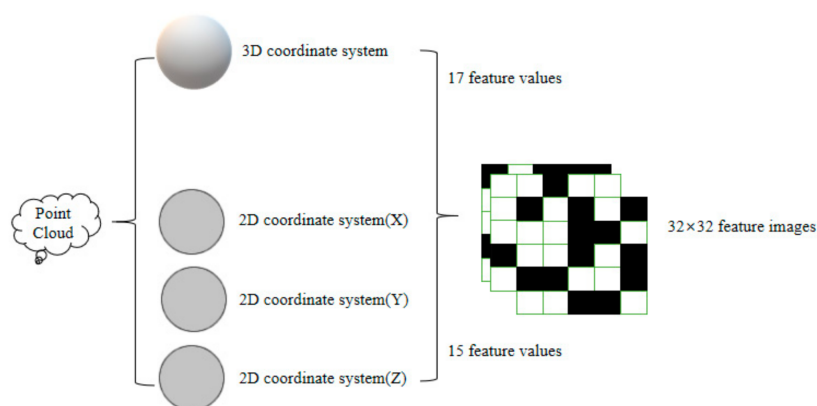 3D coordinate system
17 feature values
Point
Cloud
2D coordinate system(X)
32×32 feature images
2D coordinate system(Y)
15 feature values
2D coordinate system(Z)